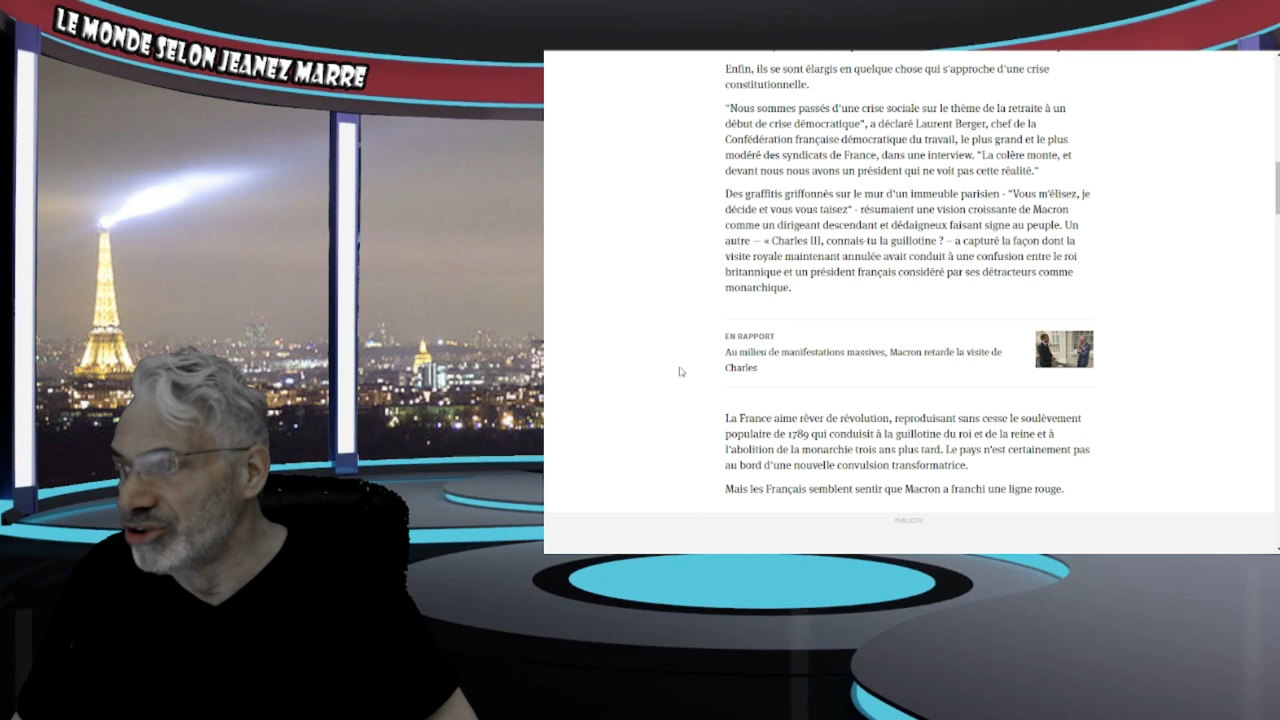 LE MONDE SELON JEANEZ MARRE
Enfin, ils se sont élargis en quelque chose qui s'approche d'une crise
constitutionnelle.
"Nous sommes passés d'une crise sociale sur le thème de la retraite à un
début de crise démocratique", a déclaré Laurent Berger, chef de la
Confédération française démocratique du travail, le plus grand et le plus
modéré des syndicats de France, dans une interview. "La colère monte, et
devant nous nous avons un président qui ne voit pas cette réalité."
Des graffitis griffonnés sur le mur d'un immeuble parisien - "Vous m'élisez, je
décide et vous vous taisez" - résumaient une vision croissante de Macron
comme un dirigeant descendant et dédaigneux faisant signe au peuple. Un
autre — « Charles III, connais-tu la guillotine ? – a capturé la façon dont la
visite royale maintenant annulée avait conduit à une confusion entre le roi
britannique et un président français considéré par ses détracteurs comme
monarchique.
EN RAPPORT
Au milieu de manifestations massives, Macron retarde la visite de
Charles
La France aime rêver de révolution, reproduisant sans cesse le soulèvement
populaire de 1789 qui conduisit à la guillotine du roi et de la reine et à
l'abolition de la monarchie trois ans plus tard. Le pays n'est certainement pas
au bord d'une nouvelle convulsion transformatrice.
Mais les Français semblent sentir que Macron a franchi une ligne rouge.
PUBLICITÉ